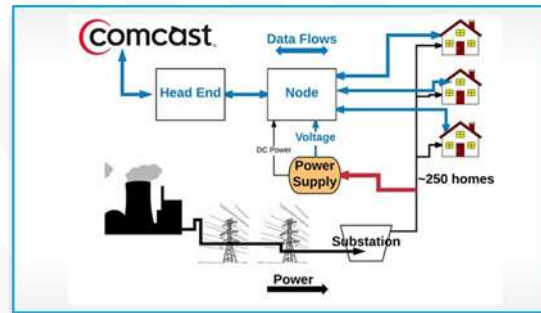 comcast.
Data Flows
Head End
Node
DC Power
Voltage
Power
Supply
~250 homes
Substation
Power